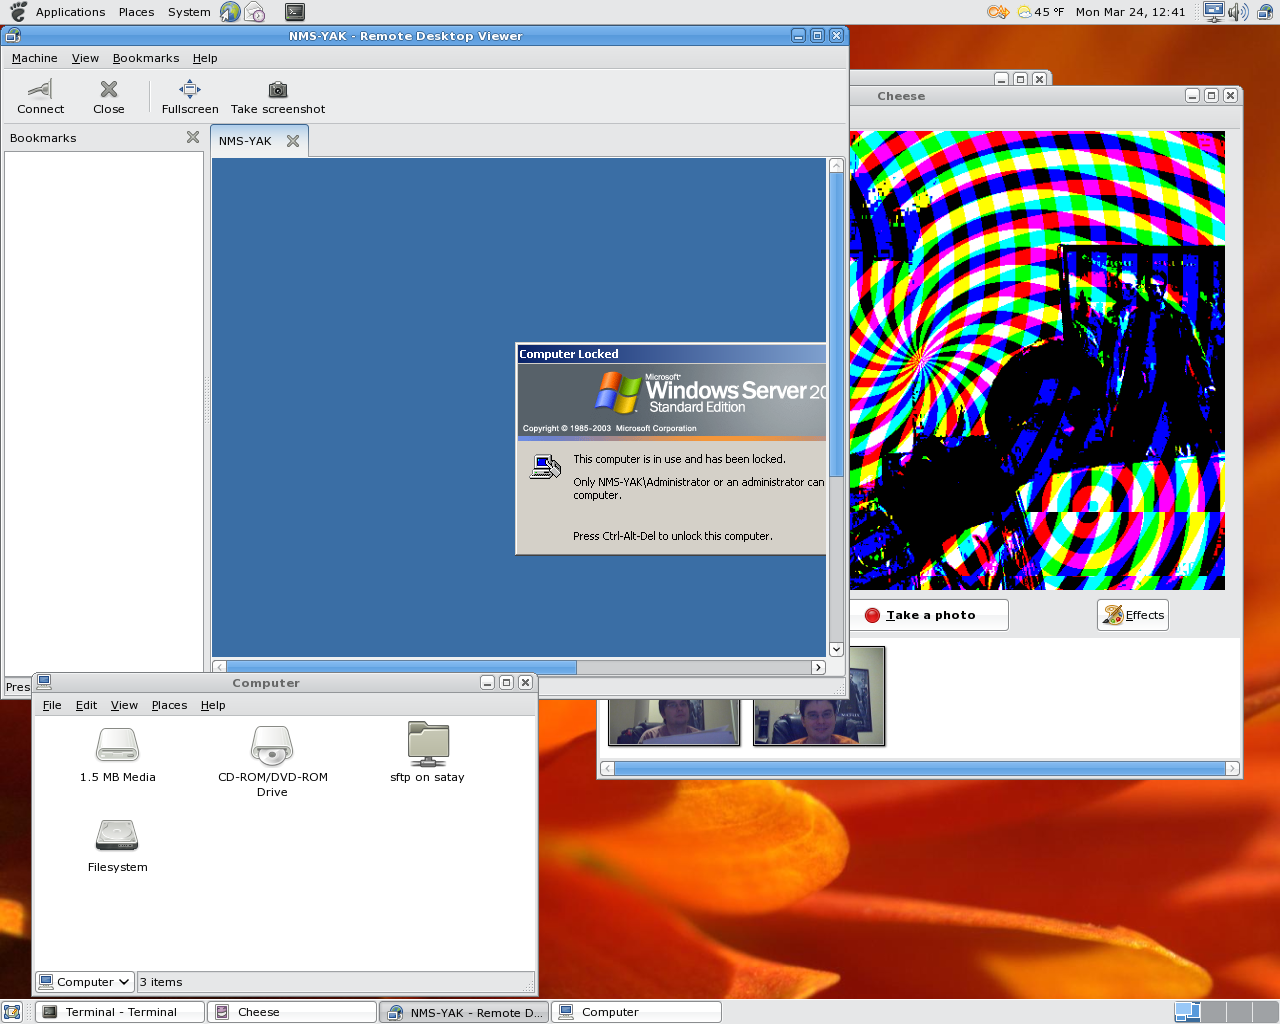 Applications Places System
45 °F Mon Mar 24, 12:41
NMS-YAK - Remote Desktop Viewer
Machine View Bookmarks Help
Connect Close Fullscreen Take screenshot
Bookmarks
NMS-YAK
Computer Locked
Microsoft
Windows Server 20
Standard Edition
Copyright © 1985-2003 Microsoft Corporation
This computer is in use and has been locked.
Only NMS-YAK\Administrator or an administrator can
computer.
Press Ctrl-Alt-Del to unlock this computer.
Pres
Cheese
Take a photo
Effects
Computer
File Edit View Places Help
1.5 MB Media
CD-ROM/DVD-ROM
Drive
sftp on satay
Filesystem
Computer
3 items
Terminal - Terminal
Cheese
NMS-YAK - Remote D...
Computer